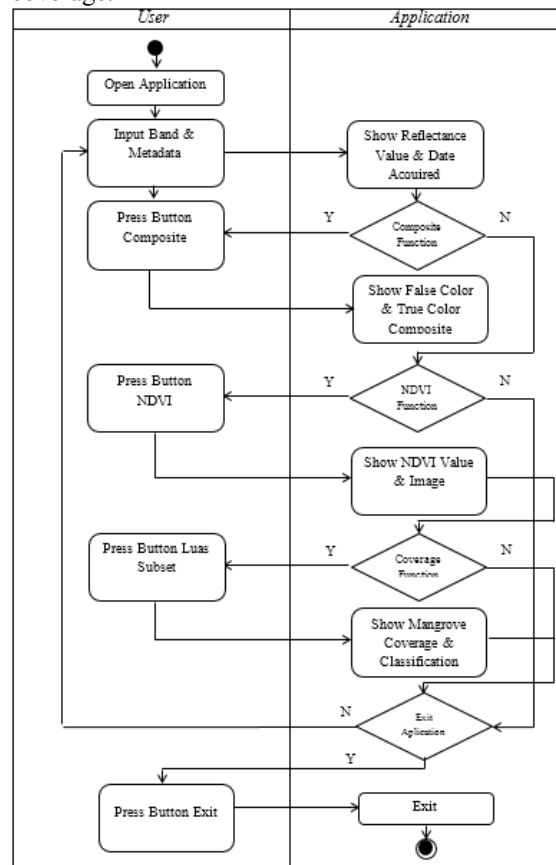 coverage.
User
Application
Open Application
Input Band &
Metadata
Show Reflectance
Value & Date
Acquired
Press Button
Composite
Y
Composite
Function
N
Show False Color
& True Color
Composite
Press Button
NDVI
Y
NDVI
Function
N
Show NDVI Value
& Image
Press Button Luas
Subset
Y
Coverage
Function
N
Show Mangrove
Coverage &
Classification
N
Exit
Aplication
Y
Press Button Exit
Exit